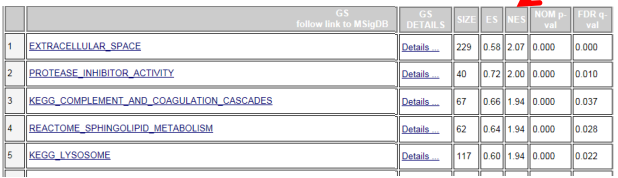 GS follow link to MSigDB GS DETAILS SIZE ES NES NOM p-val FDR q-val
1 EXTRACELLULAR_SPACE Details ... 229 0.58 2.07 0.000 0.000
2 PROTEASE_INHIBITOR_ACTIVITY Details ... 40 0.72 2.00 0.000 0.010
3 KEGG_COMPLEMENT_AND_COAGULATION_CASCADES Details ... 67 0.66 1.94 0.000 0.037
4 REACTOME_SPHINGOLIPID_METABOLISM Details ... 62 0.64 1.94 0.000 0.028
5 KEGG_LYSOSOME Details ... 117 0.60 1.94 0.000 0.022